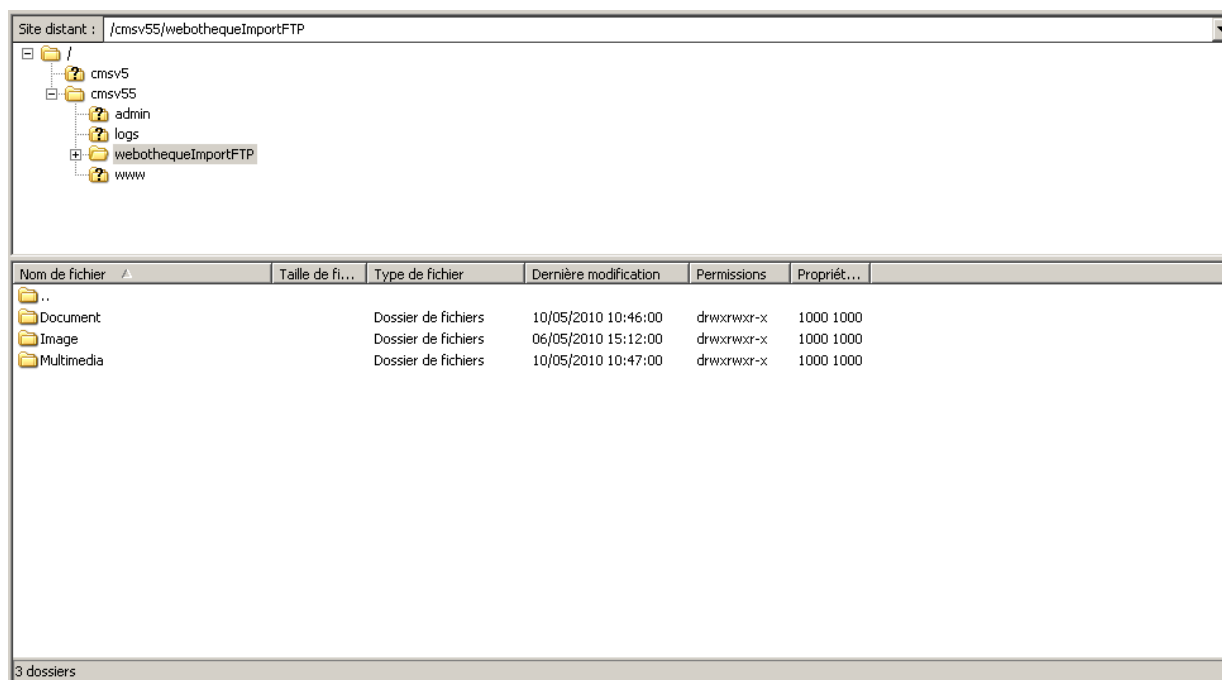 Site distant : /cmsv55/webothequeImportFTP
/
cmsv5
cmsv55
admin
logs
webothequeImportFTP
www
Nom de fichier Taille de fi... Type de fichier Dernière modification Permissions Propriét...
..
Document Dossier de fichiers 10/05/2010 10:46:00 drwxrwxr-x 1000 1000
Image Dossier de fichiers 06/05/2010 15:12:00 drwxrwxr-x 1000 1000
Multimedia Dossier de fichiers 10/05/2010 10:47:00 drwxrwxr-x 1000 1000
3 dossiers